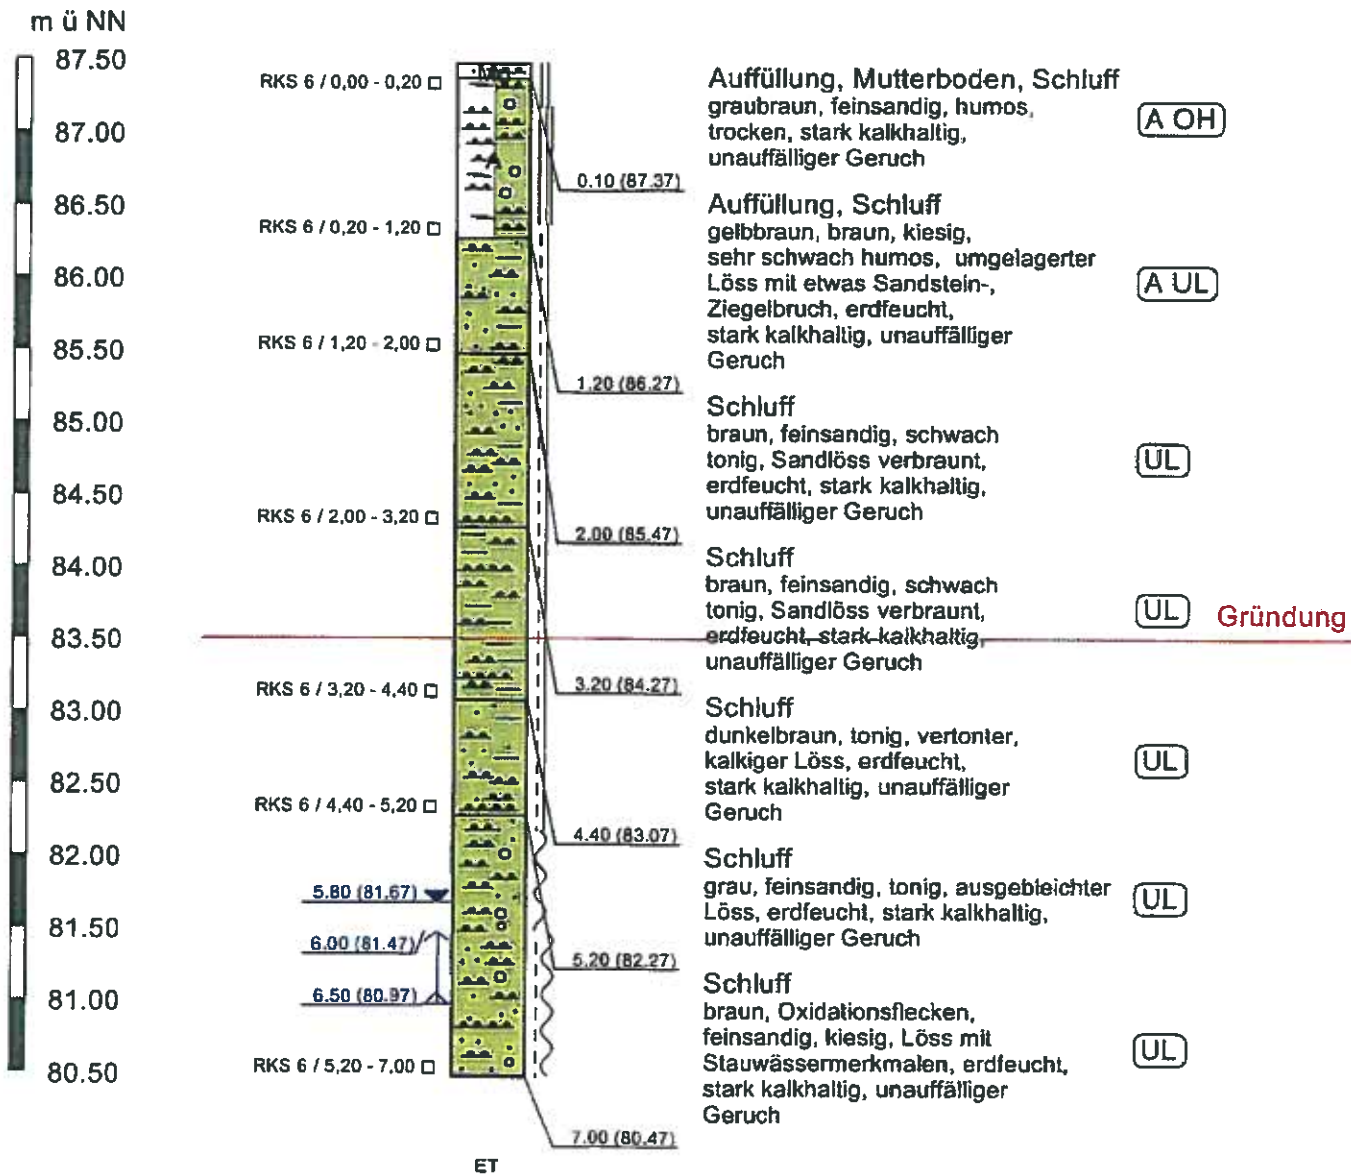 m ü NN
87.50
87.00
86.50
86.00
85.50
85.00
84.50
84.00
83.50
83.00
82.50
82.00
81.50
81.00
80.50
RKS 6 / 0,00 - 0,20
RKS 6 / 0,20 - 1,20
RKS 6 / 1,20 - 2,00
RKS 6 / 2,00 - 3,20
RKS 6 / 3,20 - 4,40
RKS 6 / 4,40 - 5,20
5.80 (81.67)
6.00 (81.47)
6.50 (80.97)
RKS 6 / 5,20 - 7,00
Mo
A
0.10 (87.37)
1.20 (86.27)
2.00 (85.47)
3.20 (84.27)
4.40 (83.07)
5.20 (82.27)
7.00 (80.47)
ET
Auffüllung, Mutterboden, Schluff
graubraun, feinsandig, humos,
trocken, stark kalkhaltig,
unauffälliger Geruch
A OH
Auffüllung, Schluff
gelbbraun, braun, kiesig,
sehr schwach humos, umgelagerter
Löss mit etwas Sandstein-,
Ziegelbruch, erdfeucht,
stark kalkhaltig, unauffälliger
Geruch
A UL
Schluff
braun, feinsandig, schwach
tonig, Sandlöss verbraunt,
erdfeucht, stark kalkhaltig,
unauffälliger Geruch
UL
Schluff
braun, feinsandig, schwach
tonig, Sandlöss verbraunt,
erdfeucht, stark kalkhaltig,
unauffälliger Geruch
UL
Gründung
Schluff
dunkelbraun, tonig, vertonter,
kalkiger Löss, erdfeucht,
stark kalkhaltig, unauffälliger
Geruch
UL
Schluff
grau, feinsandig, tonig, ausgebleichter
Löss, erdfeucht, stark kalkhaltig,
unauffälliger Geruch
UL
Schluff
braun, Oxidationsflecken,
feinsandig, kiesig, Löss mit
Stauwässermerkmalen, erdfeucht,
stark kalkhaltig, unauffälliger
Geruch
UL